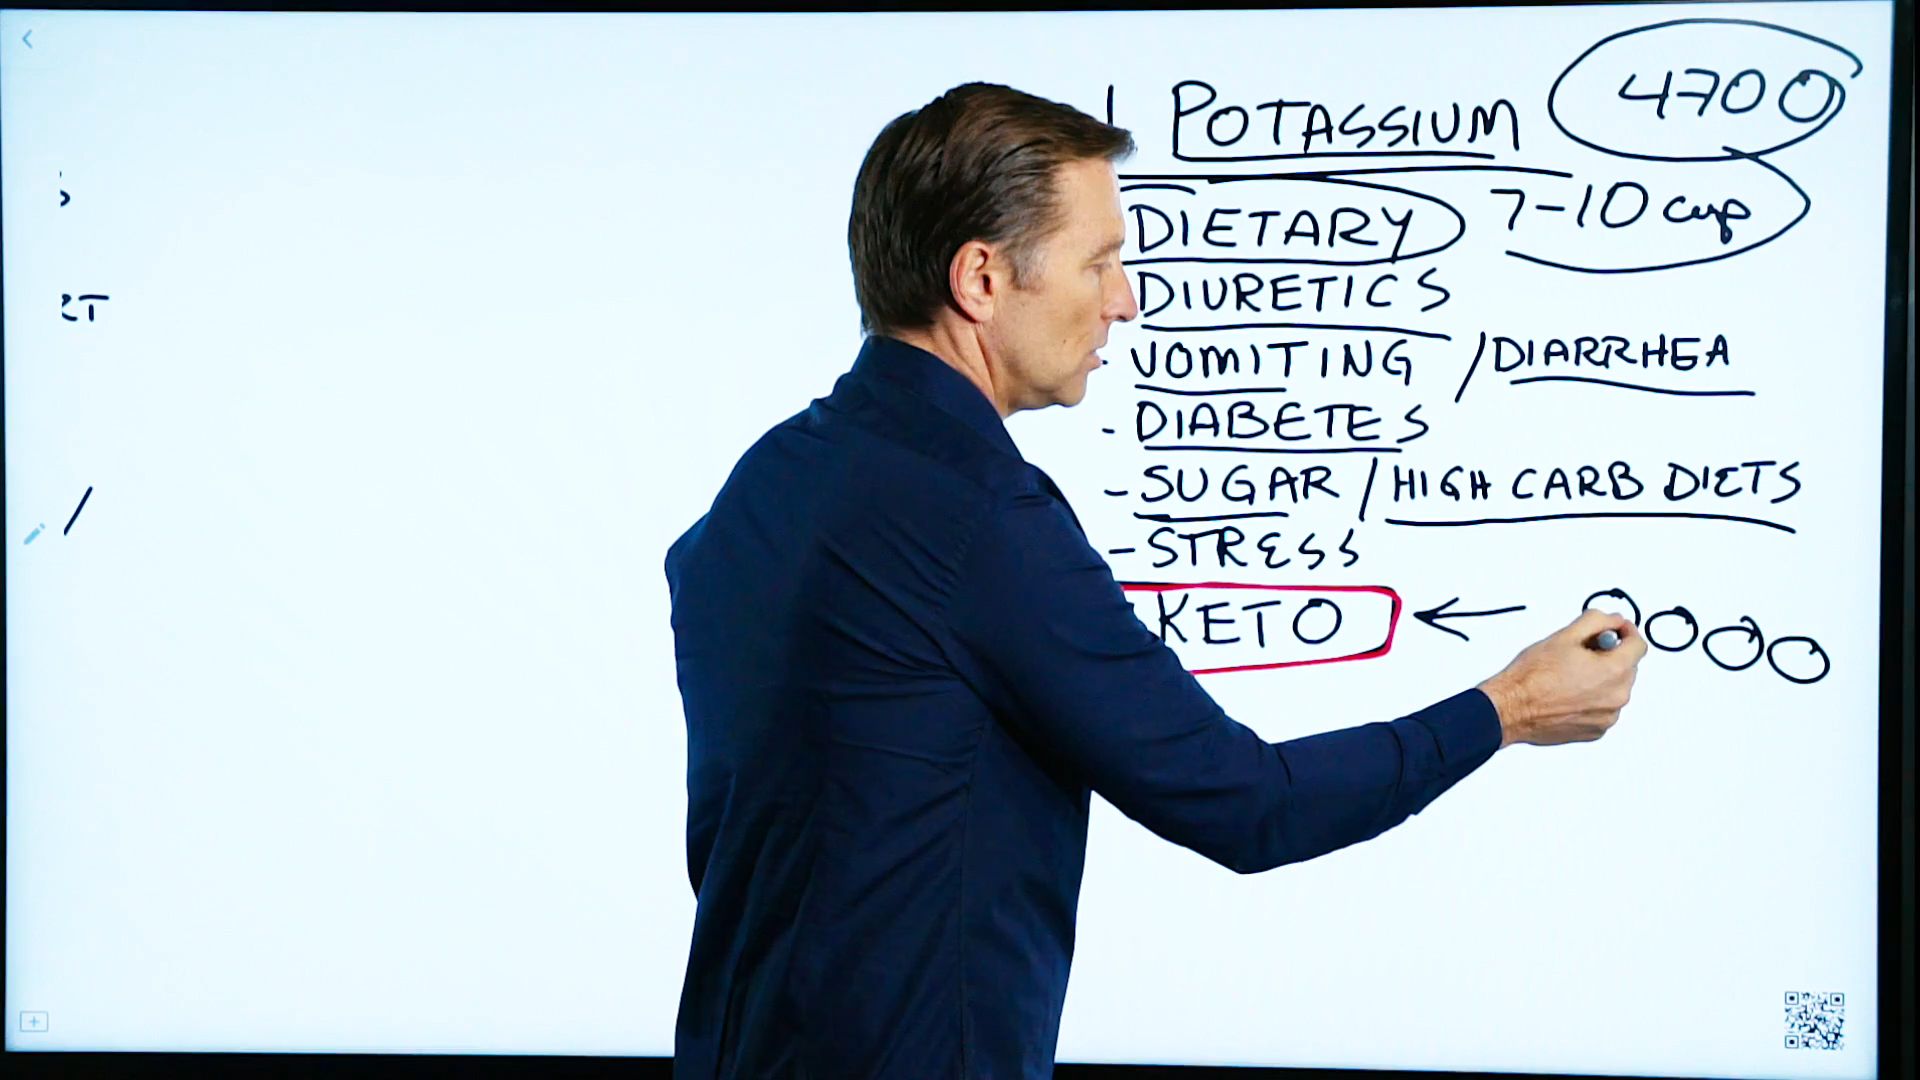 POTASSIUM 4700
DIETARY 7-10 cup
DIURETICS
- VOMITING / DIARRHEA
- DIABETES
- SUGAR / HIGH CARB DIETS
- STRESS
KETO